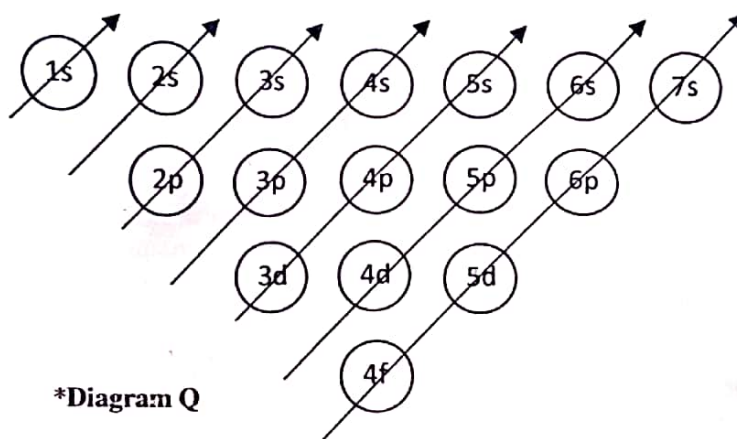 1s 2s 3s 4s 5s 6s 7s
2p 3p 4p 5p 6p
3d 4d 5d
4f
*Diagram Q